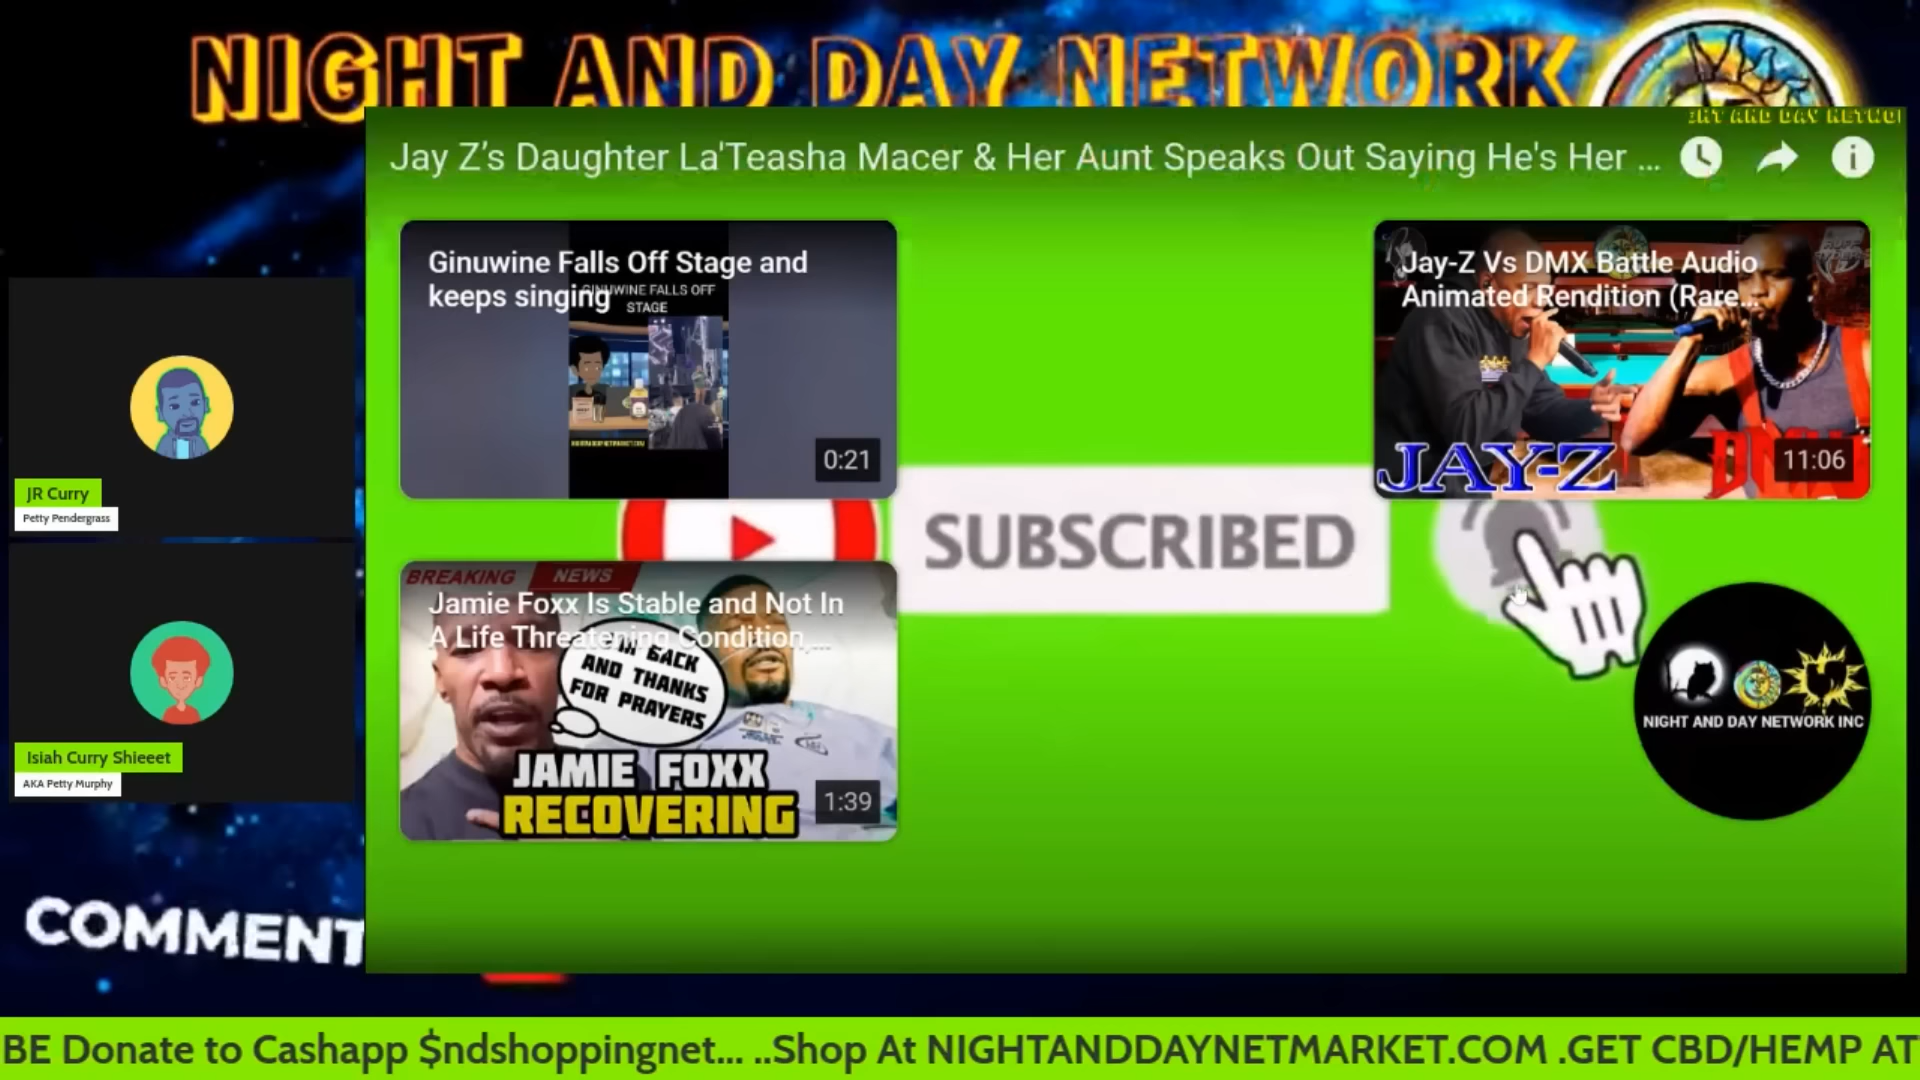 NIGHT AND DAY NETWORK
Jay Z’s Daughter La'Teasha Macer & Her Aunt Speaks Out Saying He's Her ...
Ginuwine Falls Off Stage and
keeps singing
GINUWINE FALLS OFF
STAGE
0:21
Jay-Z Vs DMX Battle Audio
Animated Rendition (Rare...
JAY-Z
11:06
SUBSCRIBED
JR Curry
Petty Pendergrass
BREAKING NEWS
Jamie Foxx Is Stable and Not In
A Life Threatening Condition,...
I'M BACK
AND THANKS
FOR PRAYERS
JAMIE FOXX
RECOVERING
1:39
NIGHT AND DAY NETWORK INC
Isiah Curry Shieeet
AKA Petty Murphy
COMMENT
BE Donate to Cashapp $ndshoppingnet... ..Shop At NIGHTANDDAYNETMARKET.COM .GET CBD/HEMP AT